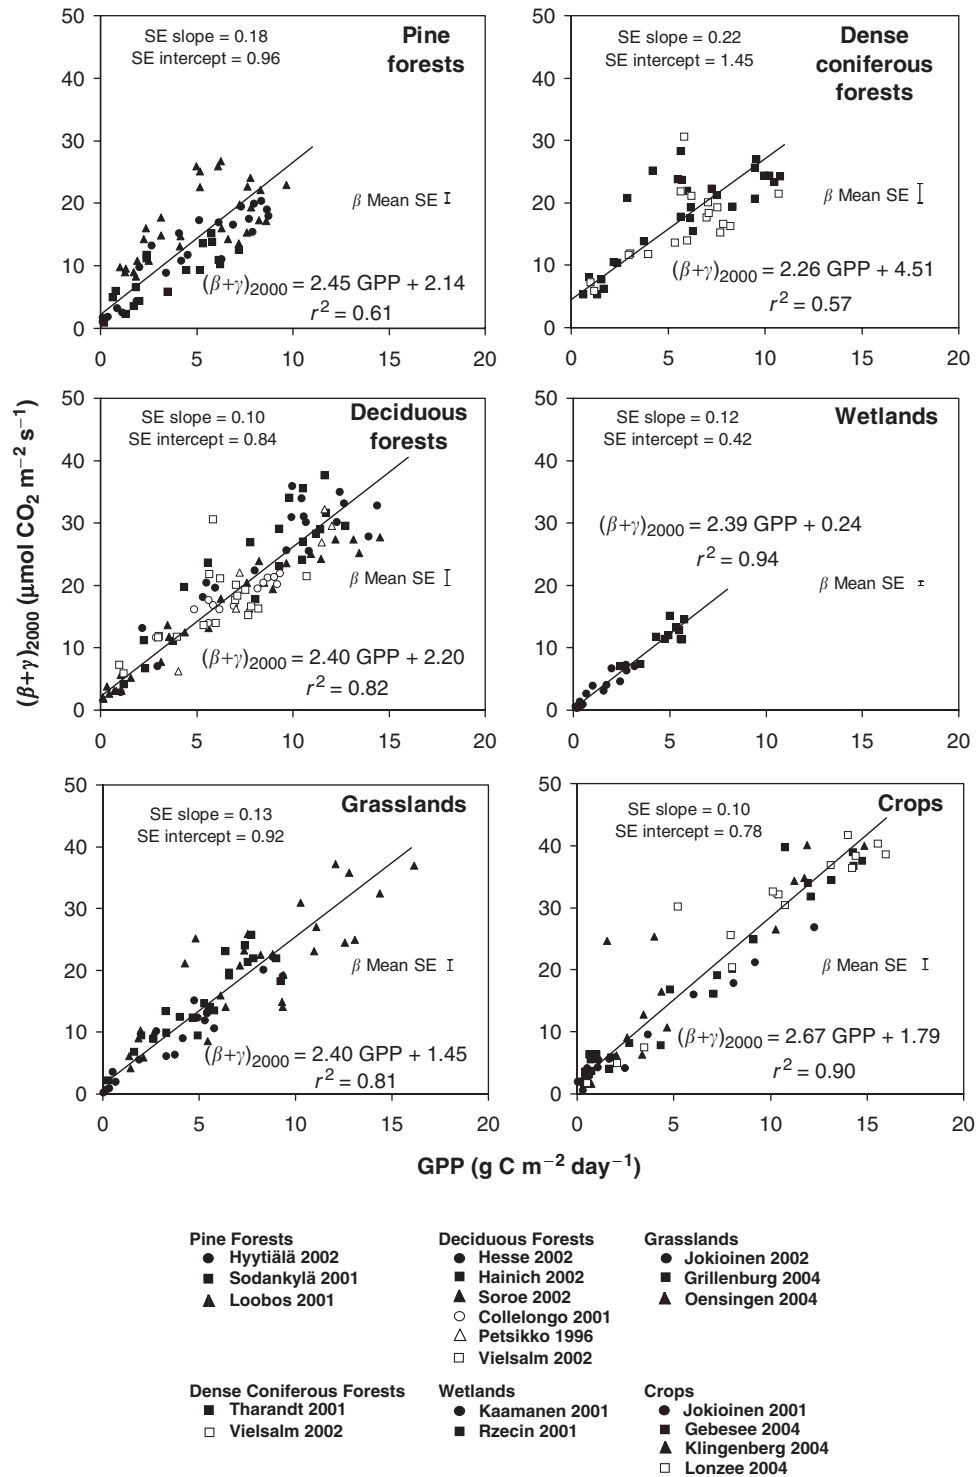 SE slope = 0.18
SE intercept = 0.96
Pine
forests
50
40
30
20
10
0
β Mean SE
(β+γ)2000 = 2.45 GPP + 2.14
r² = 0.61
0 5 10 15 20
SE slope = 0.22
SE intercept = 1.45
Dense
coniferous
forests
50
40
30
20
10
0
β Mean SE
(β+γ)2000 = 2.26 GPP + 4.51
r² = 0.57
0 5 10 15 20
(β+γ)2000 (μmol CO2 m−2 s−1)
SE slope = 0.10
SE intercept = 0.84
Deciduous
forests
50
40
30
20
10
0
β Mean SE
(β+γ)2000 = 2.40 GPP + 2.20
r² = 0.82
0 5 10 15 20
SE slope = 0.12
SE intercept = 0.42
Wetlands
50
40
30
20
10
0
(β+γ)2000 = 2.39 GPP + 0.24
r² = 0.94
β Mean SE
0 5 10 15 20
SE slope = 0.13
SE intercept = 0.92
Grasslands
50
40
30
20
10
0
β Mean SE
(β+γ)2000 = 2.40 GPP + 1.45
r² = 0.81
0 5 10 15 20
SE slope = 0.10
SE intercept = 0.78
Crops
50
40
30
20
10
0
β Mean SE
(β+γ)2000 = 2.67 GPP + 1.79
r² = 0.90
0 5 10 15 20
GPP (g C m−2 day−1)
Pine Forests
Hyytiälä 2002
Sodankylä 2001
Loobos 2001
Deciduous Forests
Hesse 2002
Hainich 2002
Soroe 2002
Collelongo 2001
Petsikko 1996
Vielsalm 2002
Grasslands
Jokioinen 2002
Grillenburg 2004
Oensingen 2004
Dense Coniferous Forests
Tharandt 2001
Vielsalm 2002
Wetlands
Kaamanen 2001
Rzecin 2001
Crops
Jokioinen 2001
Gebesee 2004
Klingenberg 2004
Lonzee 2004